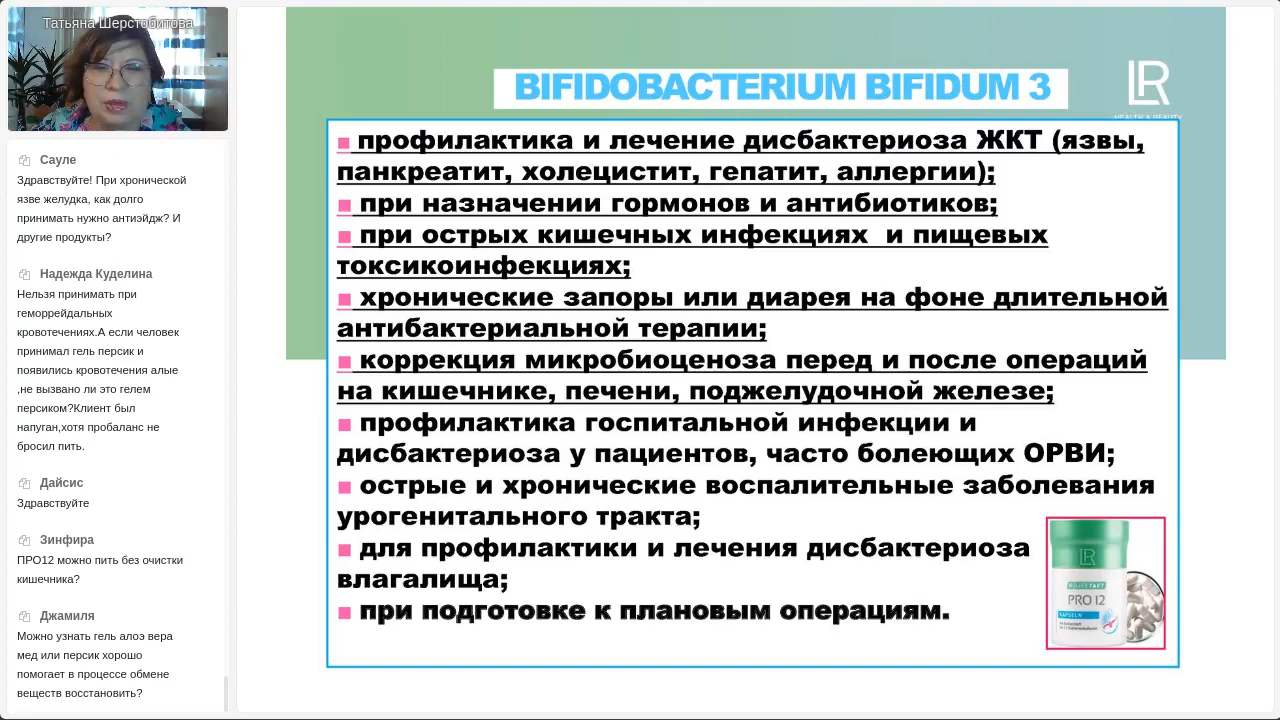 Татьяна Шерстобитова
Сауле
Здравствуйте! При хронической
язве желудка, как долго
принимать нужно антиэйдж? И
другие продукты?
Надежда Куделина
Нельзя принимать при
геморрейдальных
кровотечениях.А если человек
принимал гель персик и
появились кровотечения алые
,не вызвано ли это гелем
персиком?Клиент был
напуган,хотя пробаланс не
бросил пить.
Дайсис
Здравствуйте
Зинфира
ПРО12 можно пить без очистки
кишечника?
Джамиля
Можно узнать гель алоэ вера
мед или персик хорошо
помогает в процессе обмене
веществ восстановить?
BIFIDOBACTERIUM BIFIDUM 3
LR
HEALTH & BEAUTY
■ профилактика и лечение дисбактериоза ЖКТ (язвы,
панкреатит, холецистит, гепатит, аллергии);
■ при назначении гормонов и антибиотиков;
■ при острых кишечных инфекциях  и пищевых
токсикоинфекциях;
■ хронические запоры или диарея на фоне длительной
антибактериальной терапии;
■ коррекция микробиоценоза перед и после операций
на кишечнике, печени, поджелудочной железе;
■ профилактика госпитальной инфекции и
дисбактериоза у пациентов, часто болеющих ОРВИ;
■ острые и хронические воспалительные заболевания
урогенитального тракта;
■ для профилактики и лечения дисбактериоза
влагалища;
■ при подготовке к плановым операциям.
LR
LIFETAKT
PRO 12
KAPSELN